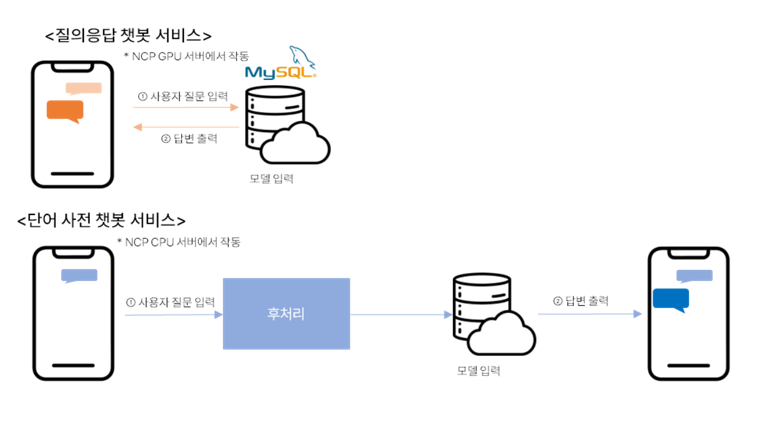 <질의응답 챗봇 서비스>
* NCP GPU 서버에서 작동
MySQL®
① 사용자 질문 입력
② 답변 출력
모델 입력
<단어 사전 챗봇 서비스>
* NCP CPU 서버에서 작동
① 사용자 질문 입력
후처리
② 답변 출력
모델 입력